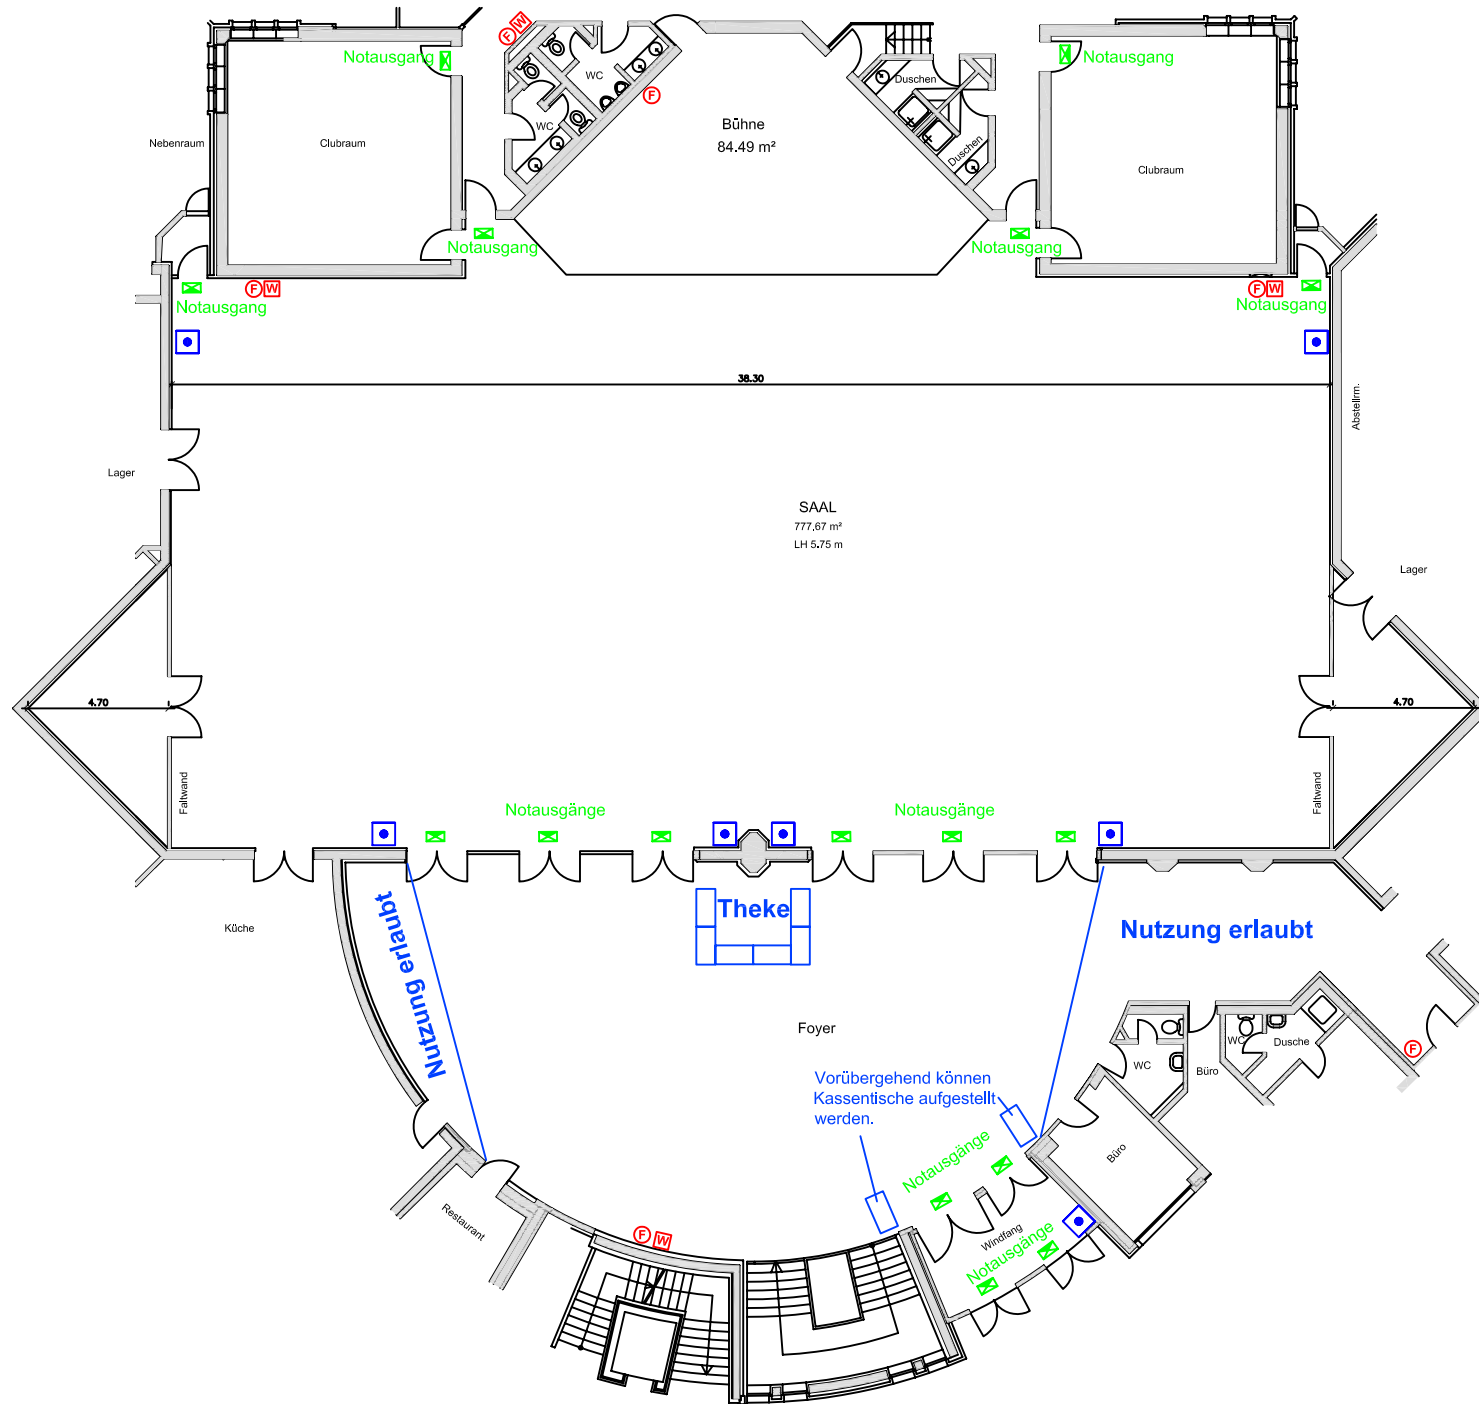 F W
Notausgang
Notausgang
WC
Duschen
F
Bühne
84.49 m²
WC
Nebenraum
Clubraum
Duschen
Clubraum
Notausgang
Notausgang
F W
Notausgang
F W
Notausgang
38.30
Abstellrm.
Lager
SAAL
777.67 m²
LH 5.75 m
Lager
4.70
4.70
Faltwand
Faltwand
Notausgänge
Notausgänge
Theke
Nutzung erlaubt
Nutzung erlaubt
Küche
Foyer
WC
Dusche
F
WC
Büro
Vorübergehend können
Kassentische aufgestellt
werden.
Notausgänge
Büro
Restaurant
F W
Windfang
Notausgänge